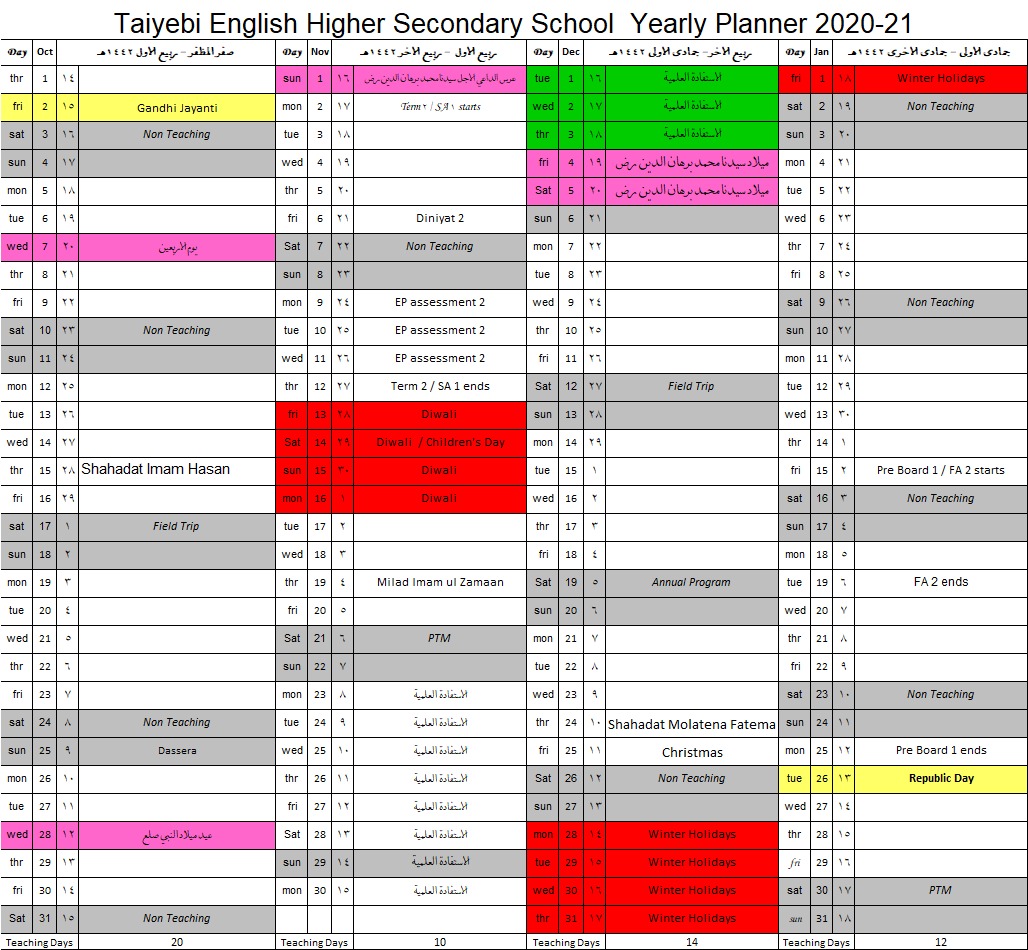 Taiyebi English Higher Secondary School Yearly Planner 2020-21
Day Oct صفر المظفر – ربيع الاول ١٤٤٢هـ Day Nov ربيع الاول – ربيع الآخر ١٤٤٢هـ Day Dec ربيع الآخر – جمادى الاولى ١٤٤٢هـ Day Jan جمادى الاولى – جمادى الاخرى ١٤٤٢هـ
thr 1 ١٤ sun 1 ١٦ عرس الداعي الاجل سيدنا محمد برهان الدين رض tue 1 ١٦ الاستفادة العلمية fri 1 ١٨ Winter Holidays
fri 2 ١٥ Gandhi Jayanti mon 2 ١٧ Term ٢ / SA ١ starts wed 2 ١٧ الاستفادة العلمية sat 2 ١٩ Non Teaching
sat 3 ١٦ Non Teaching tue 3 ١٨ thr 3 ١٨ الاستفادة العلمية sun 3 ٢٠
sun 4 ١٧ wed 4 ١٩ fri 4 ١٩ ميلاد سيدنا محمد برهان الدين رض mon 4 ٢١
mon 5 ١٨ thr 5 ٢٠ Sat 5 ٢٠ ميلاد سيدنا محمد برهان الدين رض tue 5 ٢٢
tue 6 ١٩ fri 6 ٢١ Diniyat 2 sun 6 ٢١ wed 6 ٢٣
wed 7 ٢٠ يوم الاربعين Sat 7 ٢٢ Non Teaching mon 7 ٢٢ thr 7 ٢٤
thr 8 ٢١ sun 8 ٢٣ tue 8 ٢٣ fri 8 ٢٥
fri 9 ٢٢ mon 9 ٢٤ EP assessment 2 wed 9 ٢٤ sat 9 ٢٦ Non Teaching
sat 10 ٢٣ Non Teaching tue 10 ٢٥ EP assessment 2 thr 10 ٢٥ sun 10 ٢٧
sun 11 ٢٤ wed 11 ٢٦ EP assessment 2 fri 11 ٢٦ mon 11 ٢٨
mon 12 ٢٥ thr 12 ٢٧ Term 2 / SA 1 ends Sat 12 ٢٧ Field Trip tue 12 ٢٩
tue 13 ٢٦ fri 13 ٢٨ Diwali sun 13 ٢٨ wed 13 ٣٠
wed 14 ٢٧ Sat 14 ٢٩ Diwali / Children's Day mon 14 ٢٩ thr 14 ١
thr 15 ٢٨ Shahadat Imam Hasan sun 15 ٣٠ Diwali tue 15 ١ fri 15 ٢ Pre Board 1 / FA 2 starts
fri 16 ٢٩ mon 16 ١ Diwali wed 16 ٢ sat 16 ٣ Non Teaching
sat 17 ١ Field Trip tue 17 ٢ thr 17 ٣ sun 17 ٤
sun 18 ٢ wed 18 ٣ fri 18 ٤ mon 18 ٥
mon 19 ٣ thr 19 ٤ Milad Imam ul Zamaan Sat 19 ٥ Annual Program tue 19 ٦ FA 2 ends
tue 20 ٤ fri 20 ٥ sun 20 ٦ wed 20 ٧
wed 21 ٥ Sat 21 ٦ PTM mon 21 ٧ thr 21 ٨
thr 22 ٦ sun 22 ٧ tue 22 ٨ fri 22 ٩
fri 23 ٧ mon 23 ٨ الاستفادة العلمية wed 23 ٩ sat 23 ١٠ Non Teaching
sat 24 ٨ Non Teaching tue 24 ٩ الاستفادة العلمية thr 24 ١٠ Shahadat Molatena Fatema sun 24 ١١
sun 25 ٩ Dassera wed 25 ١٠ الاستفادة العلمية fri 25 ١١ Christmas mon 25 ١٢ Pre Board 1 ends
mon 26 ١٠ thr 26 ١١ الاستفادة العلمية Sat 26 ١٢ Non Teaching tue 26 ١٣ Republic Day
tue 27 ١١ fri 27 ١٢ الاستفادة العلمية sun 27 ١٣ wed 27 ١٤
wed 28 ١٢ عيد ميلاد النبي صلع Sat 28 ١٣ الاستفادة العلمية mon 28 ١٤ Winter Holidays thr 28 ١٥
thr 29 ١٣ sun 29 ١٤ الاستفادة العلمية tue 29 ١٥ Winter Holidays fri 29 ١٦
fri 30 ١٤ mon 30 ١٥ الاستفادة العلمية wed 30 ١٦ Winter Holidays sat 30 ١٧ PTM
Sat 31 ١٥ Non Teaching thr 31 ١٧ Winter Holidays sun 31 ١٨
Teaching Days 20 Teaching Days 10 Teaching Days 14 Teaching Days 12